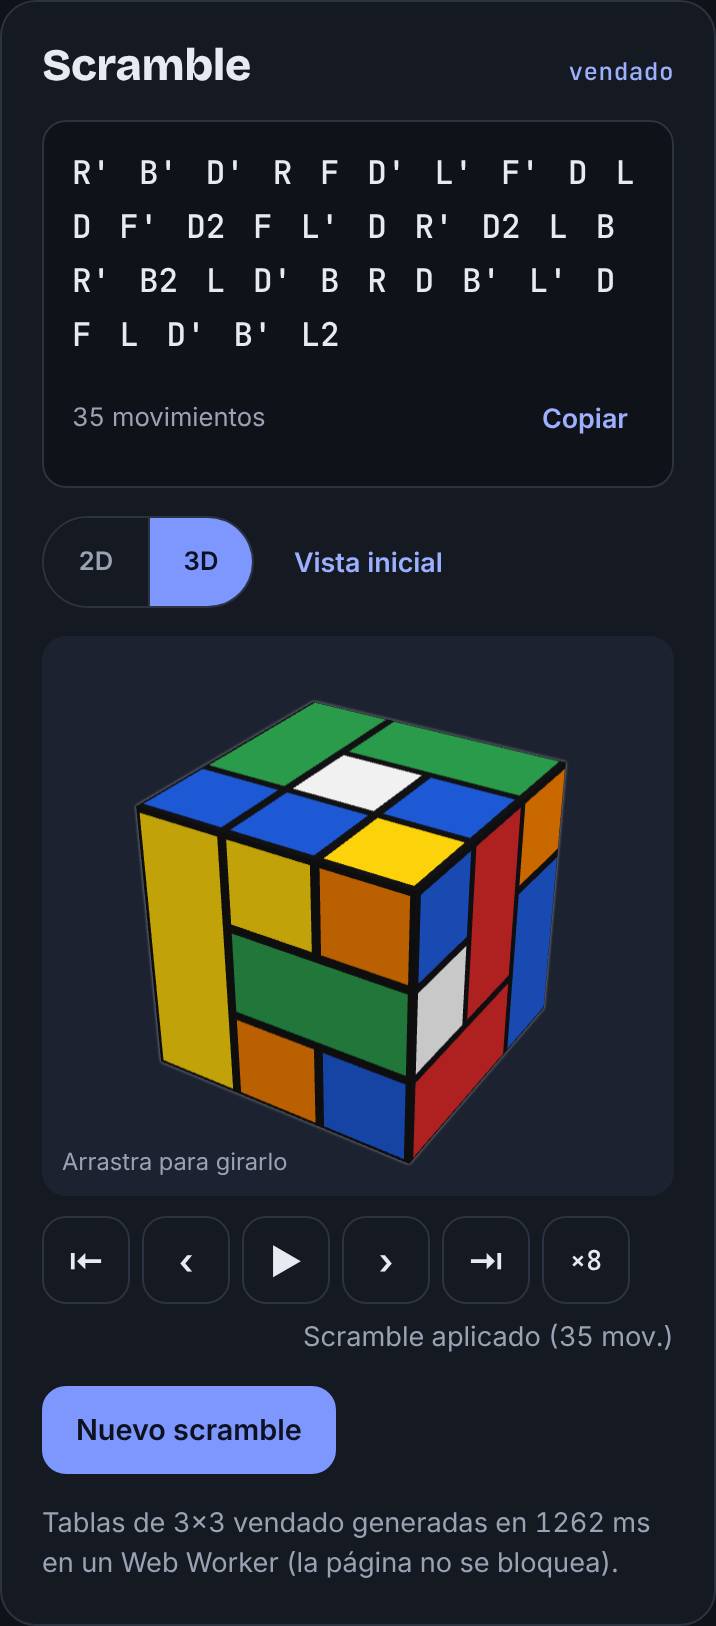 Scramble
vendado
R' B' D' R F D' L' F' D L
D F' D2 F L' D R' D2 L B
R' B2 L D' B R D B' L' D
F L D' B' L2
35 movimientos
Copiar
2D
3D
Vista inicial
Arrastra para girarlo
×8
Scramble aplicado (35 mov.)
Nuevo scramble
Tablas de 3×3 vendado generadas en 1262 ms
en un Web Worker (la página no se bloquea).